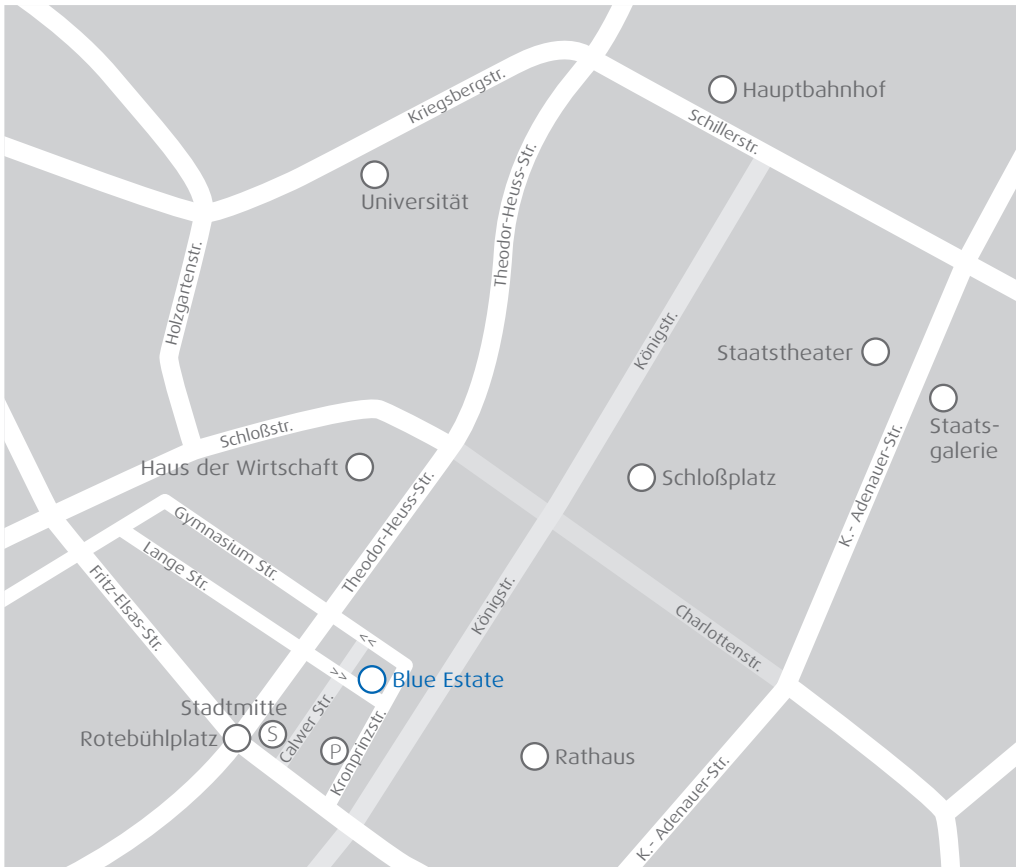 Hauptbahnhof
Kriegsbergstr.
Schillerstr.
Universität
Theodor-Heuss-Str.
Holzgartenstr.
Königstr.
Staatstheater
Staats-
galerie
Schloßstr.
Haus der Wirtschaft
Schloßplatz
K.- Adenauer-Str.
Gymnasium Str.
Theodor-Heuss-Str.
Lange Str.
Fritz-Elsas-Str.
Königstr.
Charlottenstr.
<<
>>
Blue Estate
Stadtmitte
Calwer Str.
Kronprinzstr.
Rotebühlplatz
S
P
Rathaus
K.- Adenauer-Str.